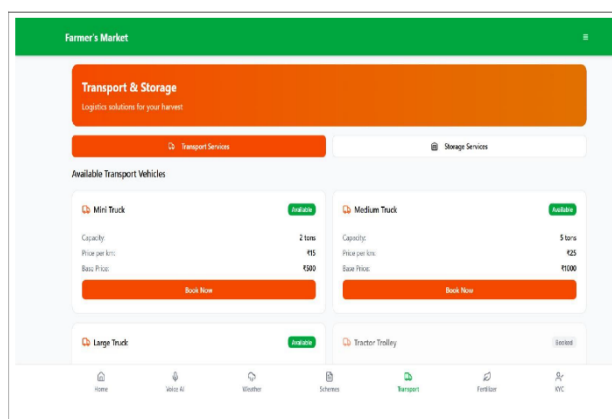 Farmer's Market
Transport & Storage
Logistics solutions for your harvest
Transport Services
Storage Services
Available Transport Vehicles
Mini Truck Available
Capacity: 2 tons
Price per km: ₹15
Base Price: ₹500
Book Now
Medium Truck Available
Capacity: 5 tons
Price per km: ₹25
Base Price: ₹1000
Book Now
Large Truck Available
Tractor Trolley Booked
Home Voice AI Weather Schemes Transport Fertilizer KYC